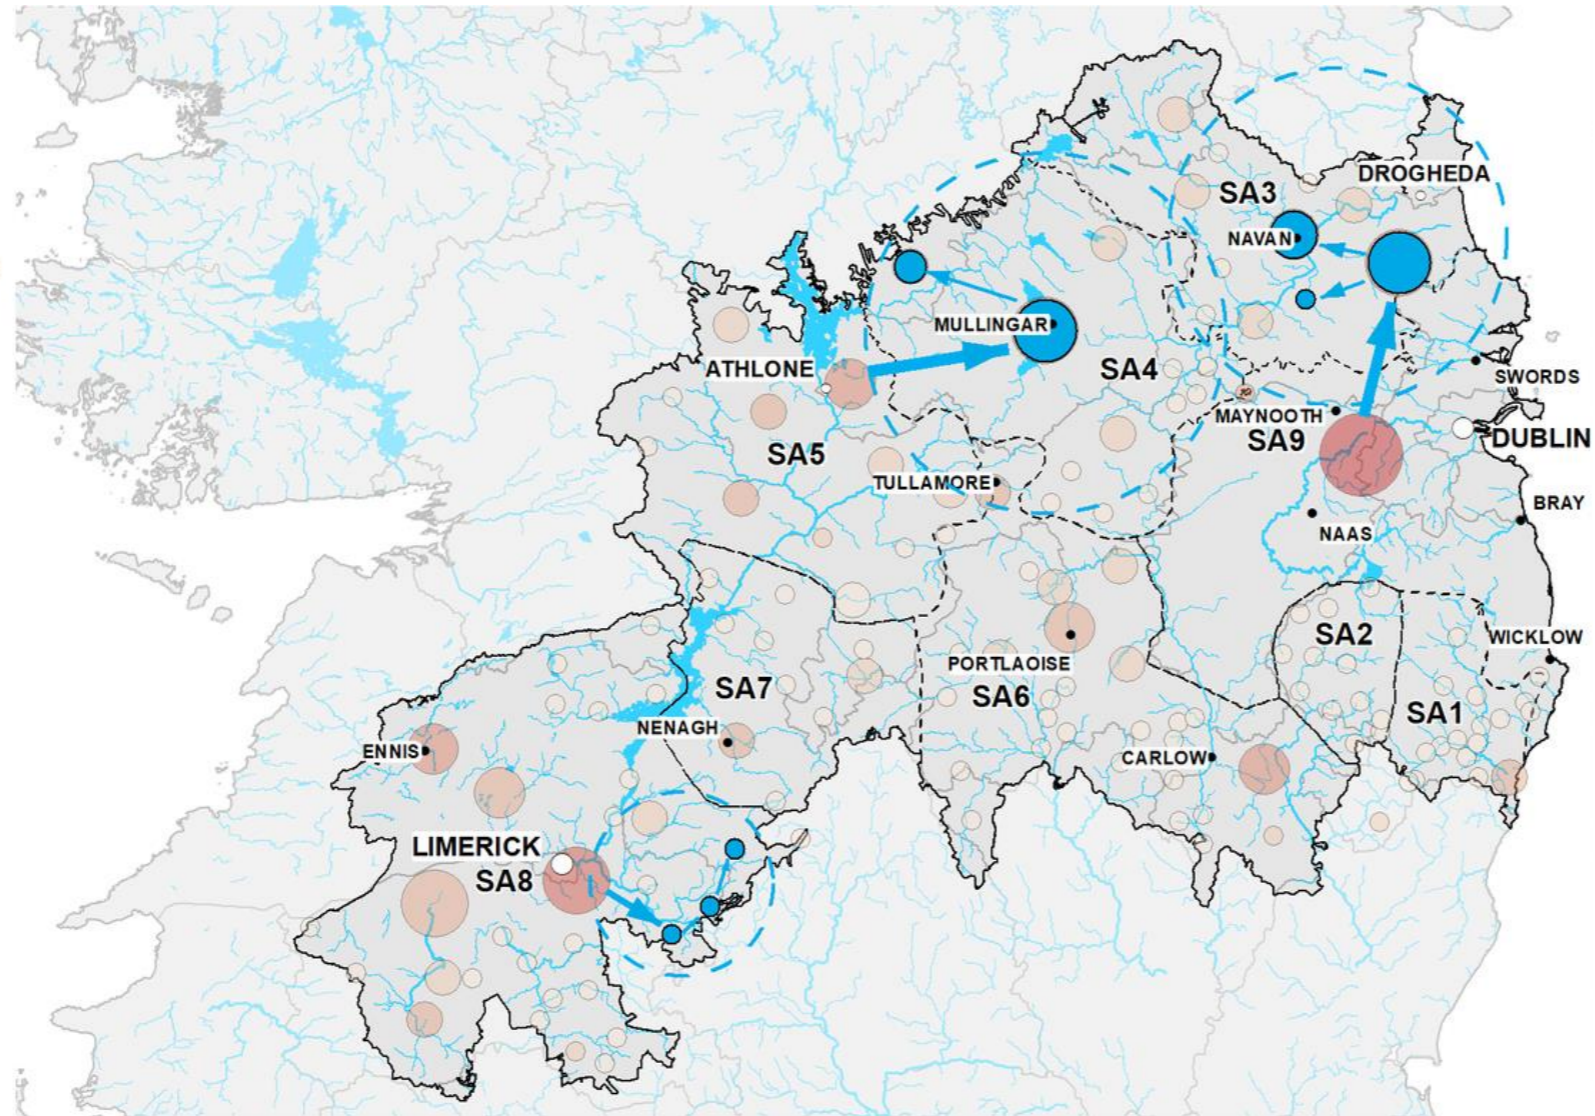 DROGHEDA
SA3
NAVAN
MULLINGAR
ATHLONE
SA4
SWORDS
MAYNOOTH
SA9
DUBLIN
SA5
TULLAMORE
BRAY
NAAS
SA2
WICKLOW
PORTLAOISE
SA6
SA7
SA1
NENAGH
ENNIS
CARLOW
LIMERICK
SA8